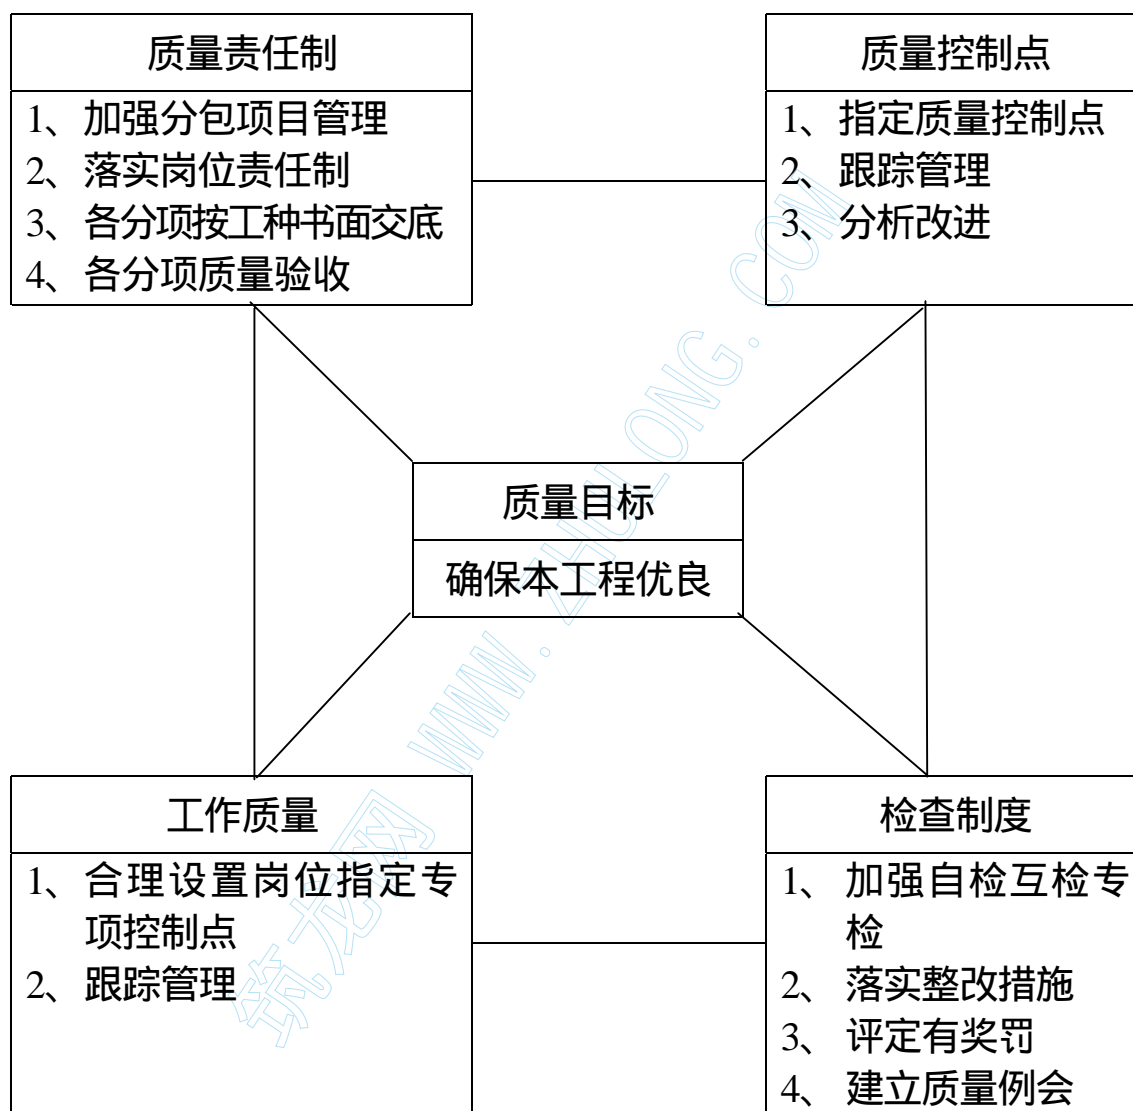 质量责任制
1、加强分包项目管理
2、落实岗位责任制
3、各分项按工种书面交底
4、各分项质量验收
质量控制点
1、指定质量控制点
2、跟踪管理
3、分析改进
质量目标
确保本工程优良
工作质量
1、合理设置岗位指定专
项控制点
2、跟踪管理
检查制度
1、加强自检互检专
检
2、落实整改措施
3、评定有奖罚
4、建立质量例会
筑龙网 WWW.ZHULONG.COM